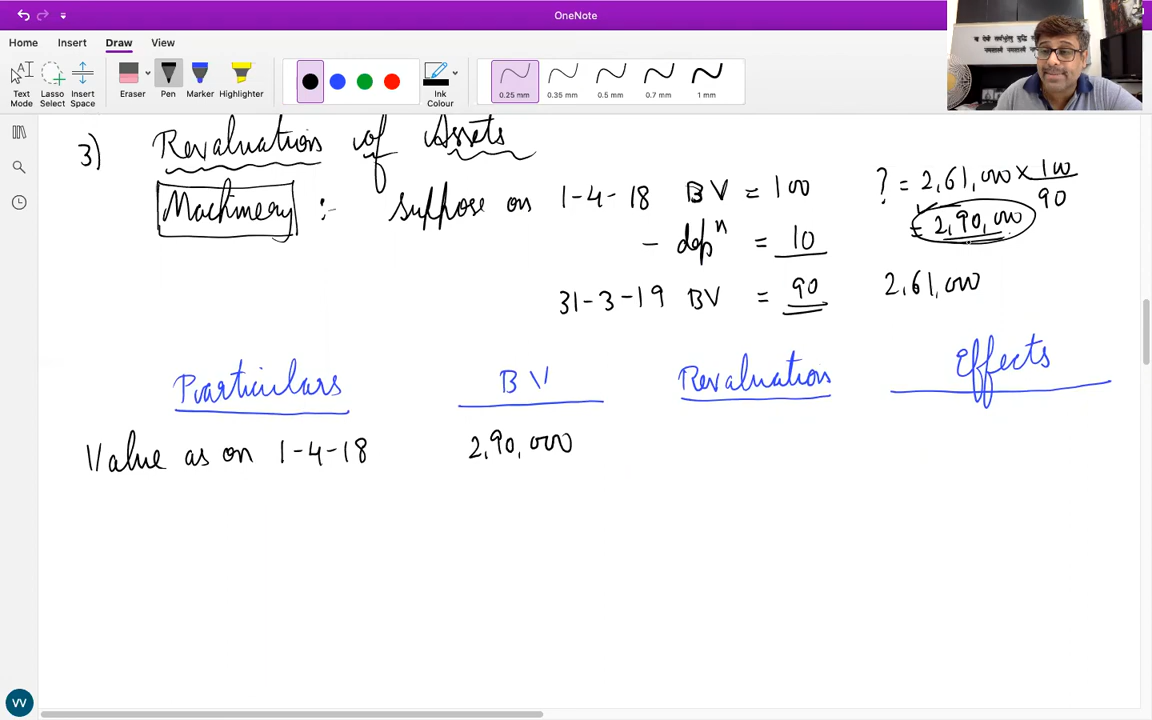 OneNote
Home Insert Draw View
Text Mode
Lasso Select
Insert Space
Eraser
Pen
Marker
Highlighter
Ink Colour
0.25 mm 0.35 mm 0.5 mm 0.7 mm 1 mm
3) Revaluation of Assets
Machinery :- suppose on 1-4-18 BV = 100
- depn = 10
31-3-19 BV = 90 2,61,000
? = 2,61,000 × 100
90
= 2,90,000
Particulars BV Revaluation Effects
Value as on 1-4-18 2,90,000
VV